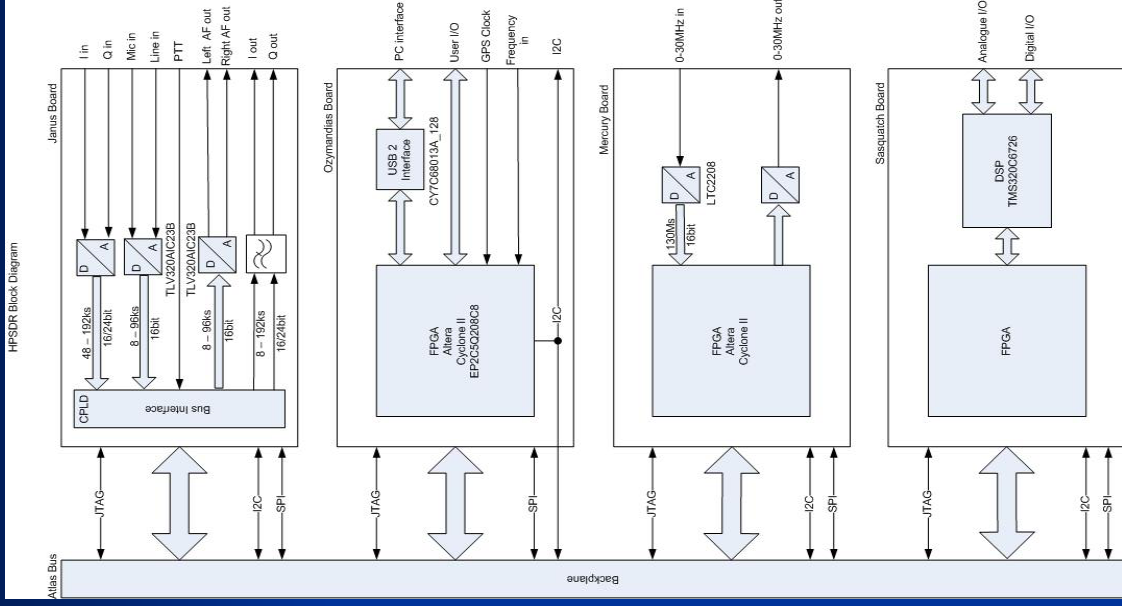 HPSDR Block Diagram
Janus Board
I in
Q in
Mic in
Line in
PTT
Left AF out
Right AF out
I out
Q out
D
A
D
A
TLV320AIC23B
TLV320AIC23B
D
A
48 – 192ks
16/24bit
8 – 96ks
16bit
8 – 96ks
16bit
8 – 192ks
16/24bit
CPLD
Bus Interface
JTAG
I2C
SPI
Ozymandias Board
PC interface
User I/O
GPS Clock
Frequency
in
I2C
USB 2
Interface
CY7C68013A_128
FPGA
Altera
Cyclone II
EP2C5Q208C8
I2C
JTAG
SPI
Mercury Board
0-30MHz in
0-30MHz out
D
A
LTC2208
D
A
130Ms
16bit
FPGA
Altera
Cyclone II
JTAG
I2C
SPI
Sasquatch Board
Analogue I/O
Digital I/O
DSP
TMS320C6726
FPGA
JTAG
I2C
SPI
Atlas Bus
Backplane